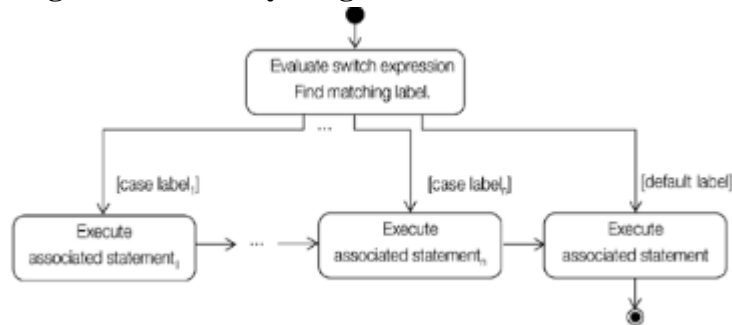 Evaluate switch expression
Find matching label.
...
[case label₁]
[case labelₙ]
[default label]
Execute
associated statement₁
...
Execute
associated statementₙ
Execute
associated statement